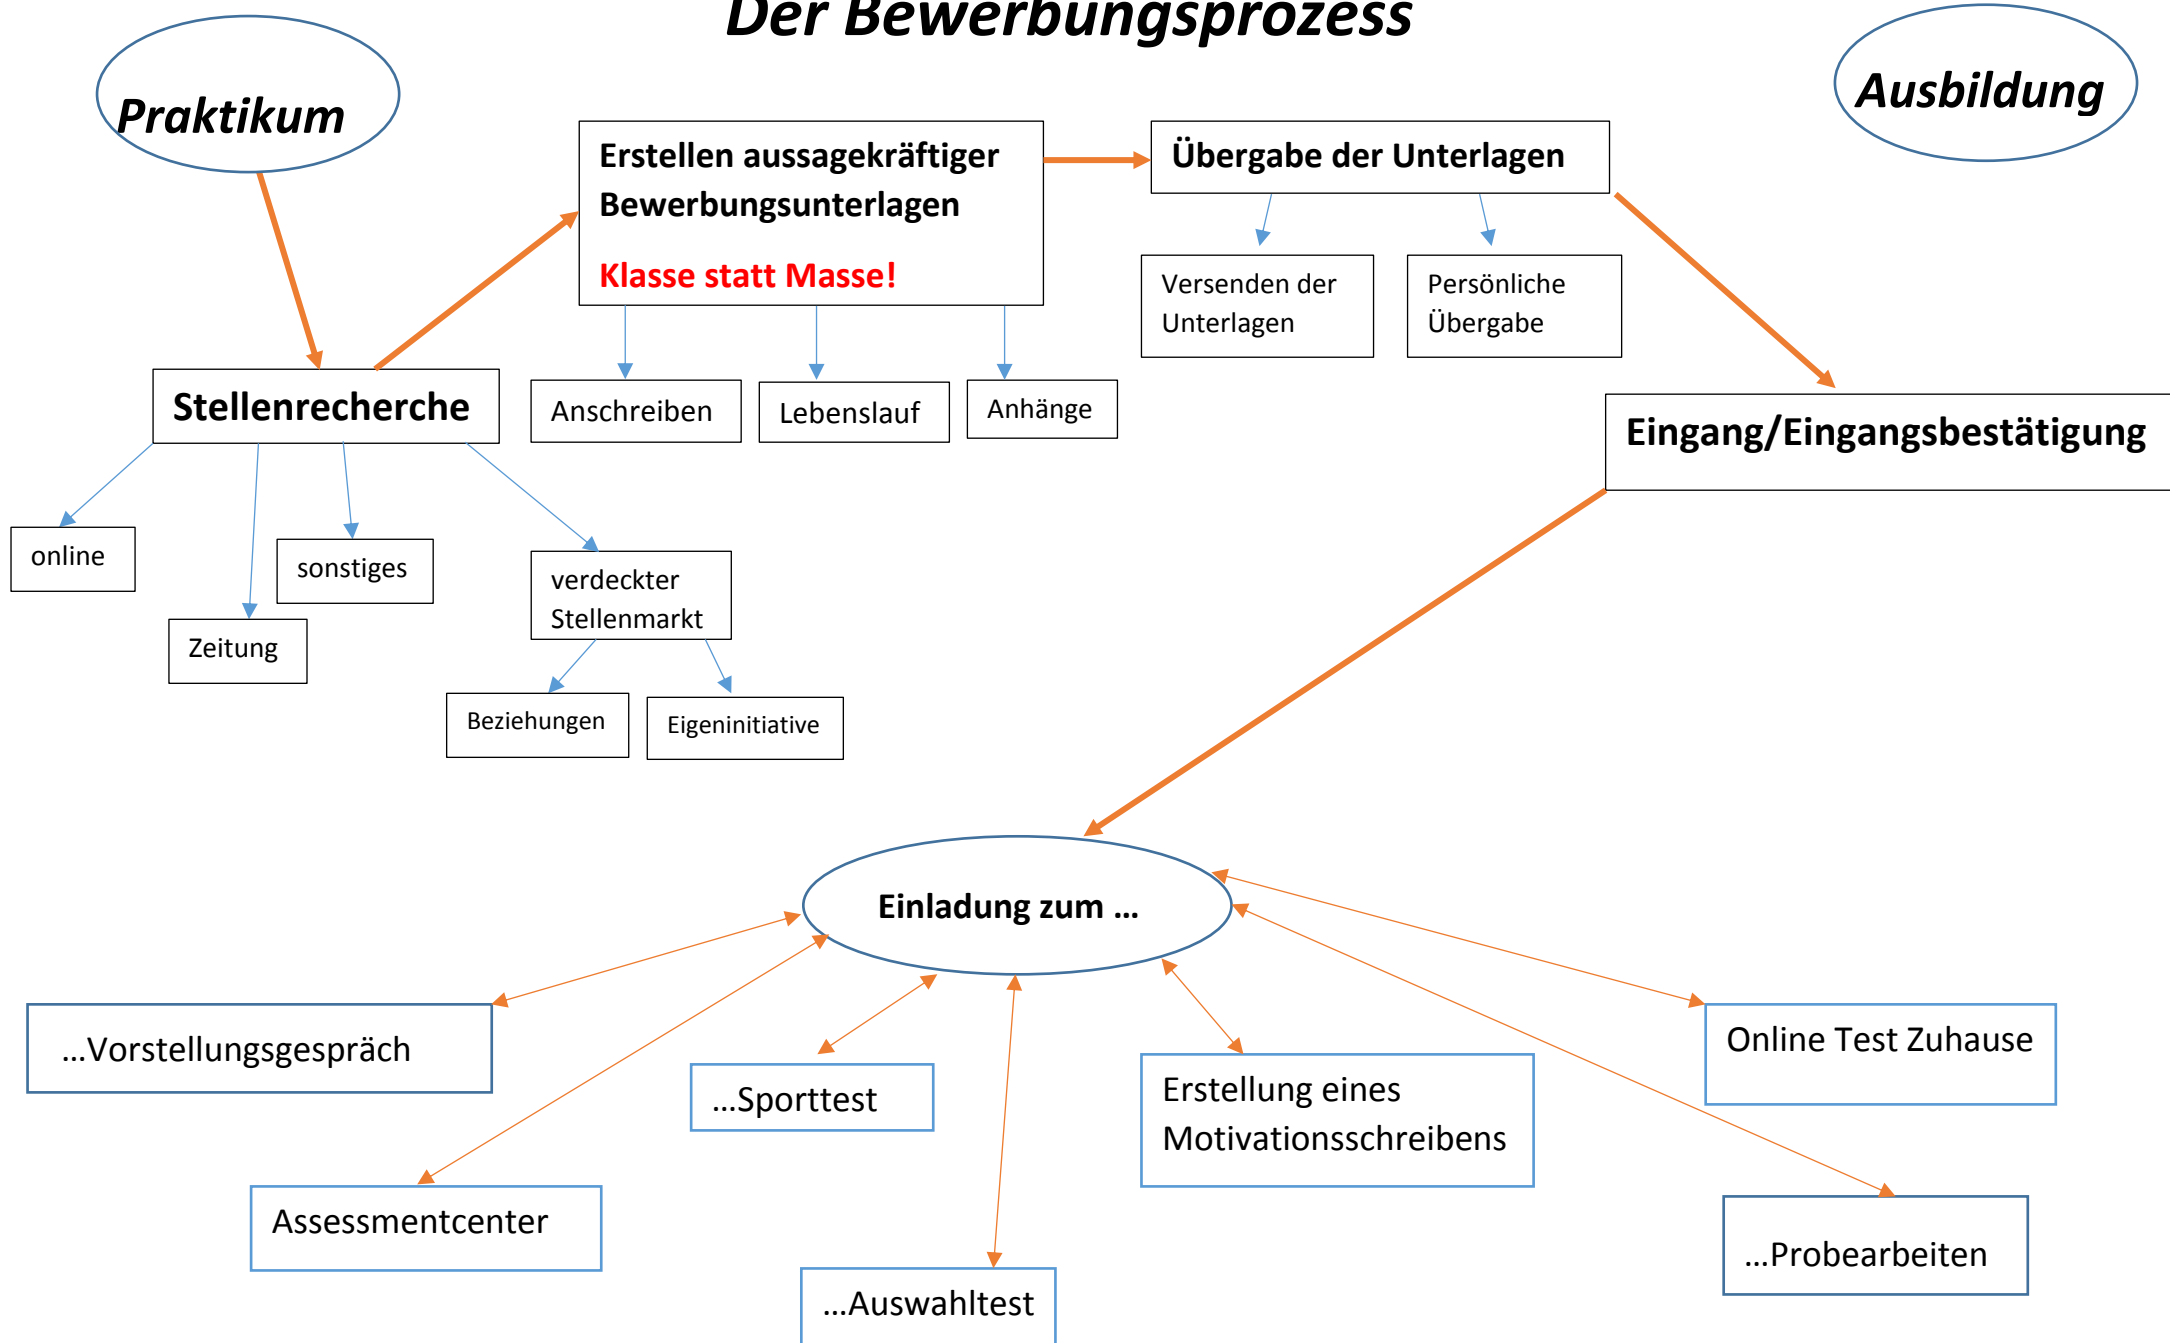 Der Bewerbungsprozess
Praktikum
Ausbildung
Erstellen aussagekräftiger
Bewerbungsunterlagen
Klasse statt Masse!
Übergabe der Unterlagen
Versenden der
Unterlagen
Persönliche
Übergabe
Stellenrecherche
Anschreiben
Lebenslauf
Anhänge
Eingang/Eingangsbestätigung
online
Zeitung
sonstiges
verdeckter
Stellenmarkt
Beziehungen
Eigeninitiative
Einladung zum …
…Vorstellungsgespräch
Assessmentcenter
…Sporttest
…Auswahltest
Erstellung eines
Motivationsschreibens
Online Test Zuhause
…Probearbeiten